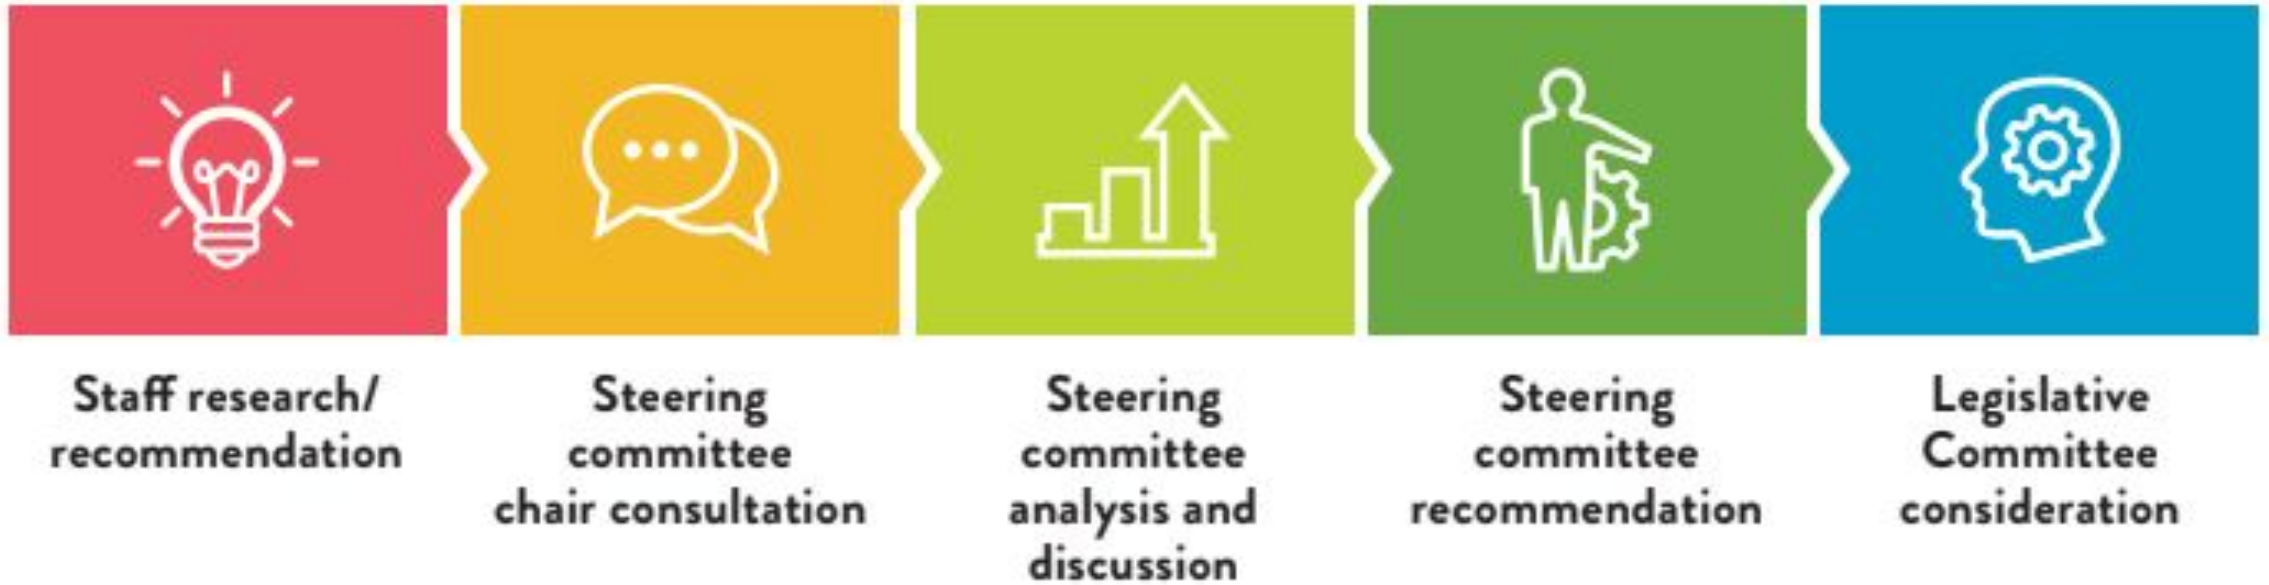 Staff research/
recommendation
Steering
committee
chair consultation
Steering
committee
analysis and
discussion
Steering
committee
recommendation
Legislative
Committee
consideration